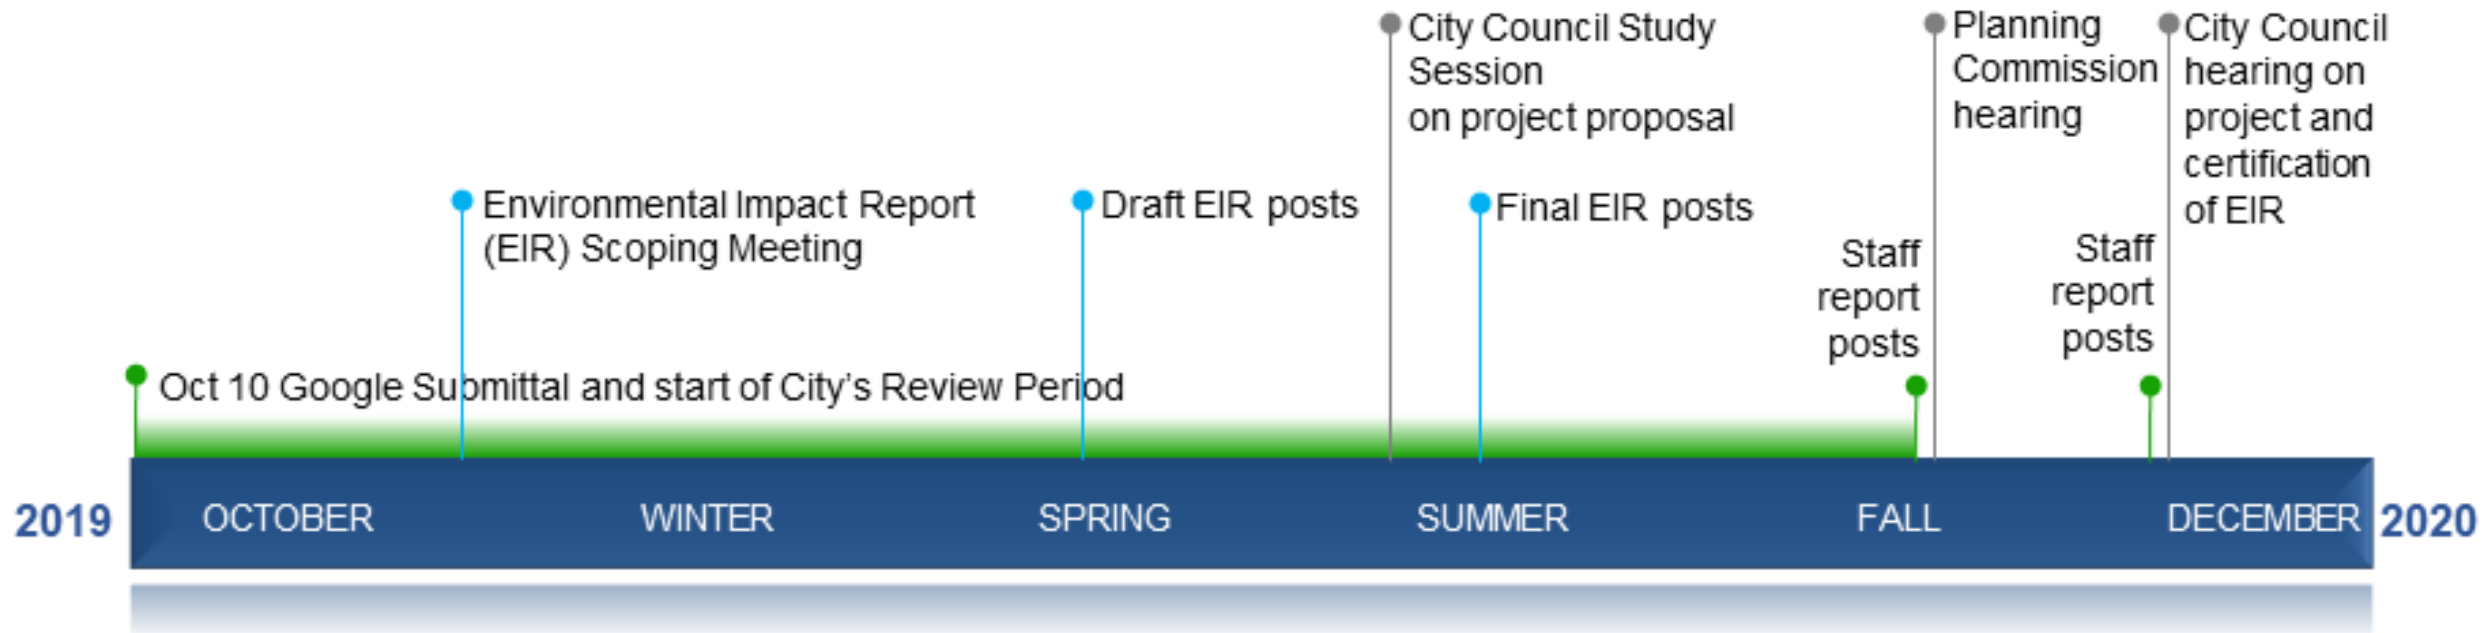 City Council Study
Session
on project proposal
Planning
Commission
hearing
City Council
hearing on
project and
certification
of EIR
Environmental Impact Report
(EIR) Scoping Meeting
Draft EIR posts
Final EIR posts
Staff
report
posts
Staff
report
posts
Oct 10 Google Submittal and start of City's Review Period
2019
OCTOBER
WINTER
SPRING
SUMMER
FALL
DECEMBER
2020